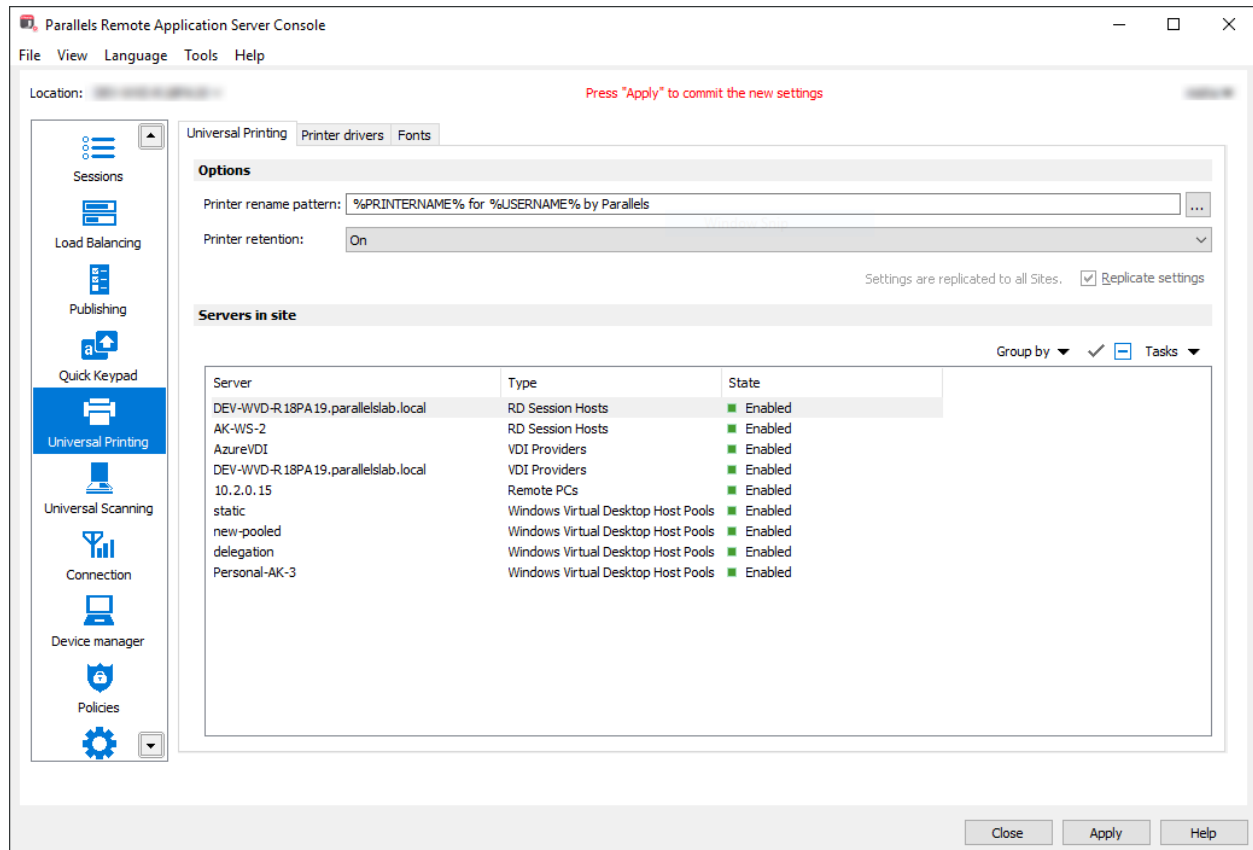 Parallels Remote Application Server Console
File View Language Tools Help
Location:
Press "Apply" to commit the new settings
Sessions
Load Balancing
Publishing
a
Quick Keypad
Universal Printing
Universal Scanning
Connection
Device manager
Policies
Universal Printing Printer drivers Fonts
Options
Printer rename pattern: %PRINTERNAME% for %USERNAME% by Parallels ...
Printer retention: On
Window Snip
Settings are replicated to all Sites. Replicate settings
Servers in site
Group by Tasks
Server Type State
DEV-WVD-R18PA19.parallelslab.local RD Session Hosts Enabled
AK-WS-2 RD Session Hosts Enabled
AzureVDI VDI Providers Enabled
DEV-WVD-R18PA19.parallelslab.local VDI Providers Enabled
10.2.0.15 Remote PCs Enabled
static Windows Virtual Desktop Host Pools Enabled
new-pooled Windows Virtual Desktop Host Pools Enabled
delegation Windows Virtual Desktop Host Pools Enabled
Personal-AK-3 Windows Virtual Desktop Host Pools Enabled
Close Apply Help